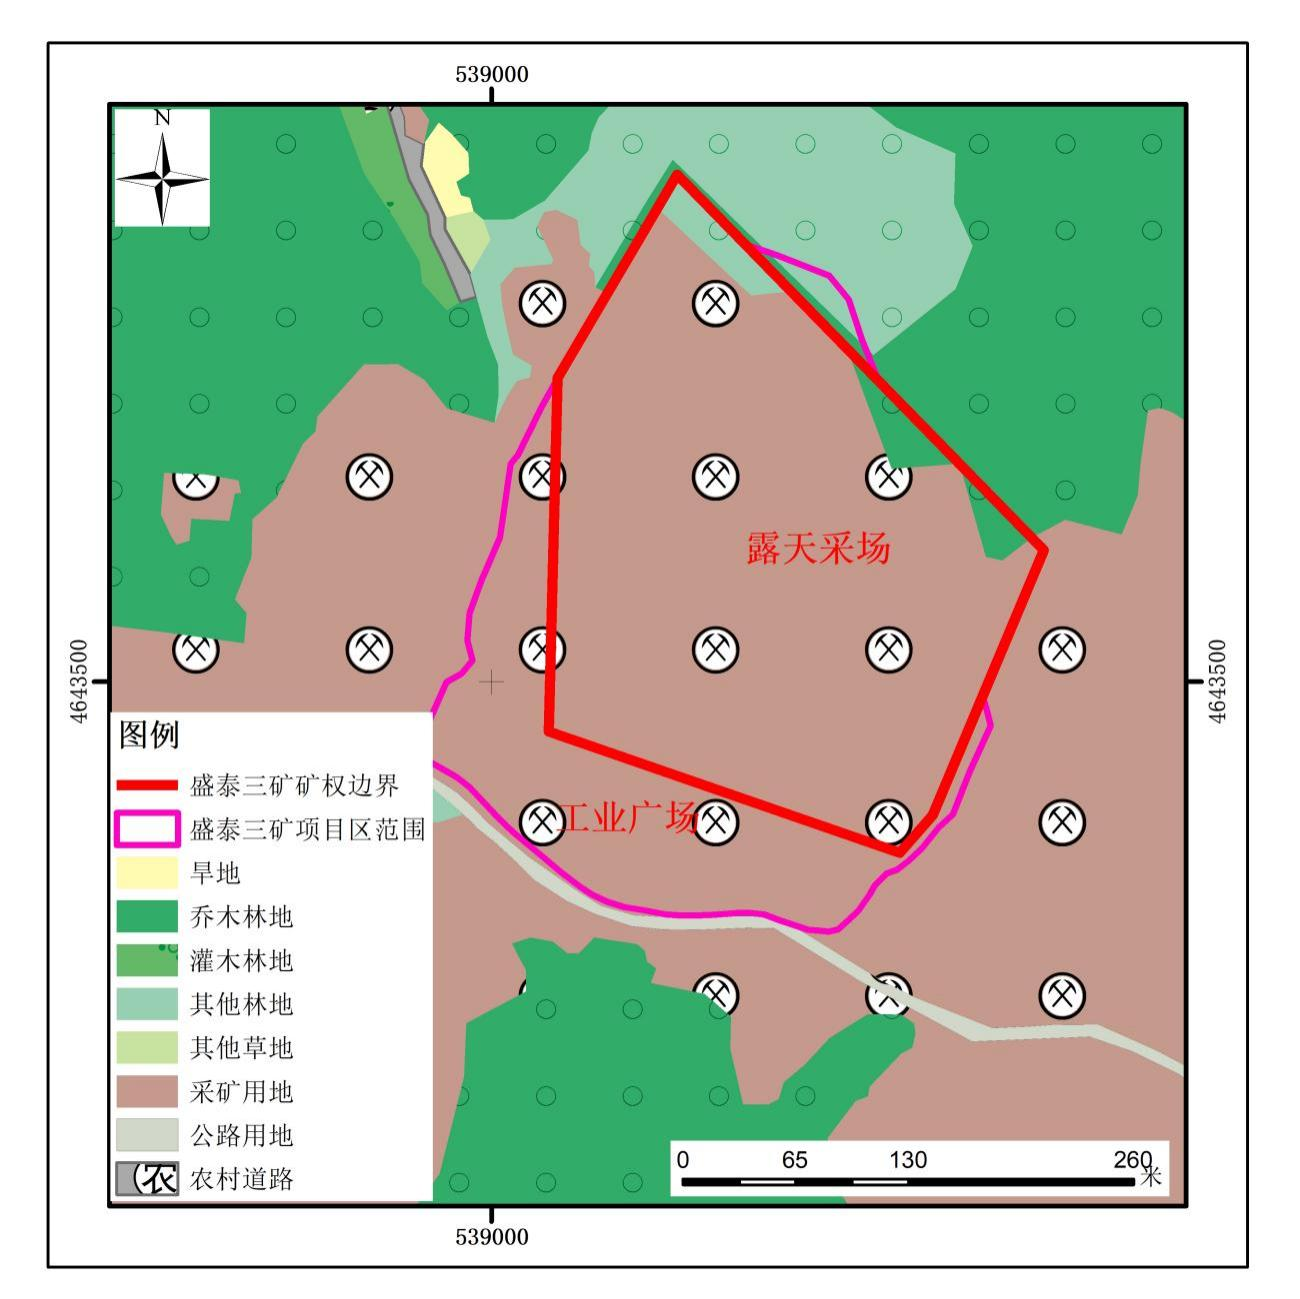 539000
N
露天采场
4643500
4643500
工业广场
图例
盛泰三矿矿权边界
盛泰三矿项目区范围
旱地
乔木林地
灌木林地
其他林地
其他草地
采矿用地
公路用地
(农
农村道路
0 65 130 260
米
539000